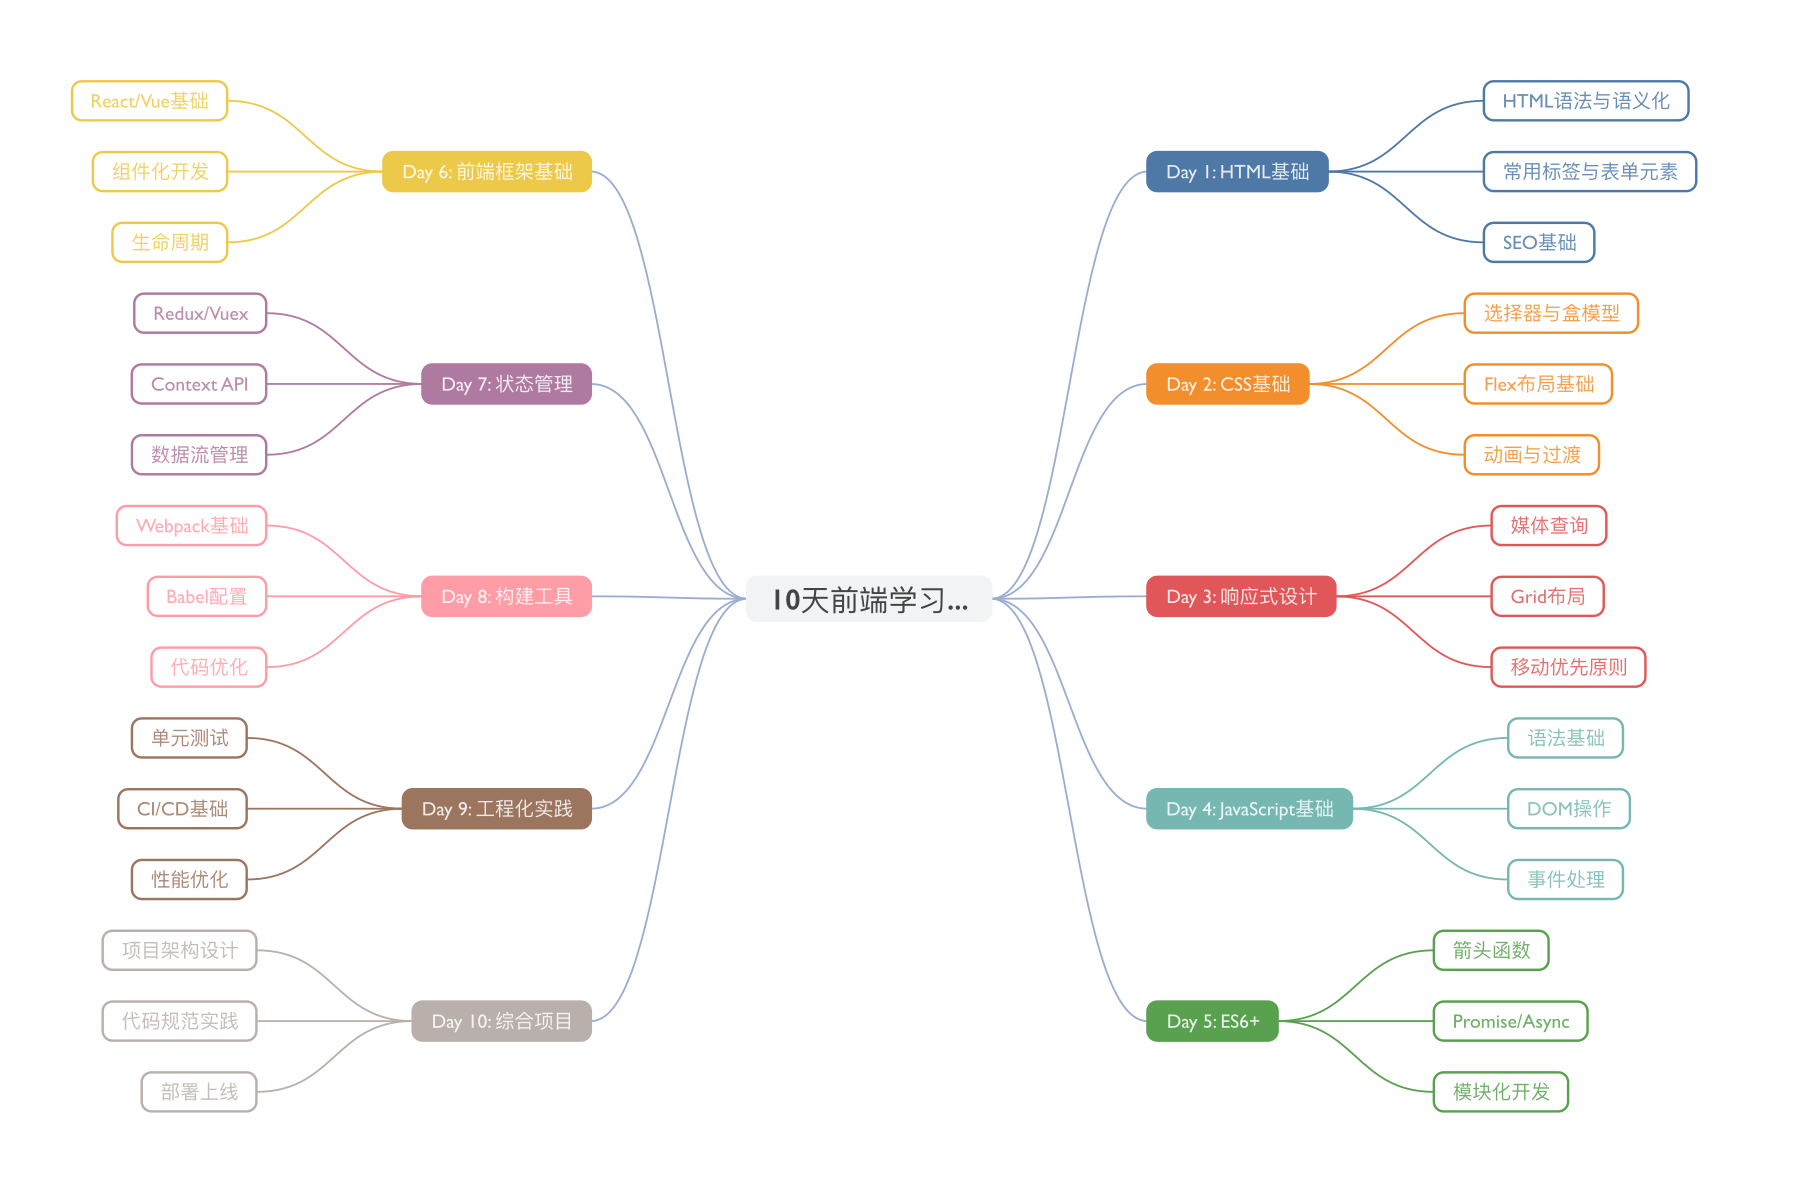 10天前端学习...
Day 1: HTML基础
HTML语法与语义化
常用标签与表单元素
SEO基础
Day 2: CSS基础
选择器与盒模型
Flex布局基础
动画与过渡
Day 3: 响应式设计
媒体查询
Grid布局
移动优先原则
Day 4: JavaScript基础
语法基础
DOM操作
事件处理
Day 5: ES6+
箭头函数
Promise/Async
模块化开发
Day 6: 前端框架基础
React/Vue基础
组件化开发
生命周期
Day 7: 状态管理
Redux/Vuex
Context API
数据流管理
Day 8: 构建工具
Webpack基础
Babel配置
代码优化
Day 9: 工程化实践
单元测试
CI/CD基础
性能优化
Day 10: 综合项目
项目架构设计
代码规范实践
部署上线